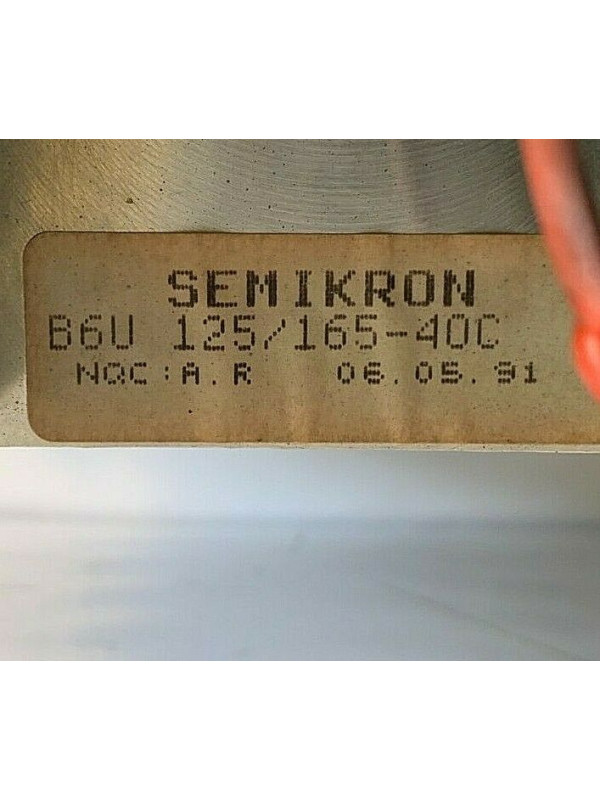 SEMIKRON
B6U 125/165-40C
NQC:A.R 06.05.91